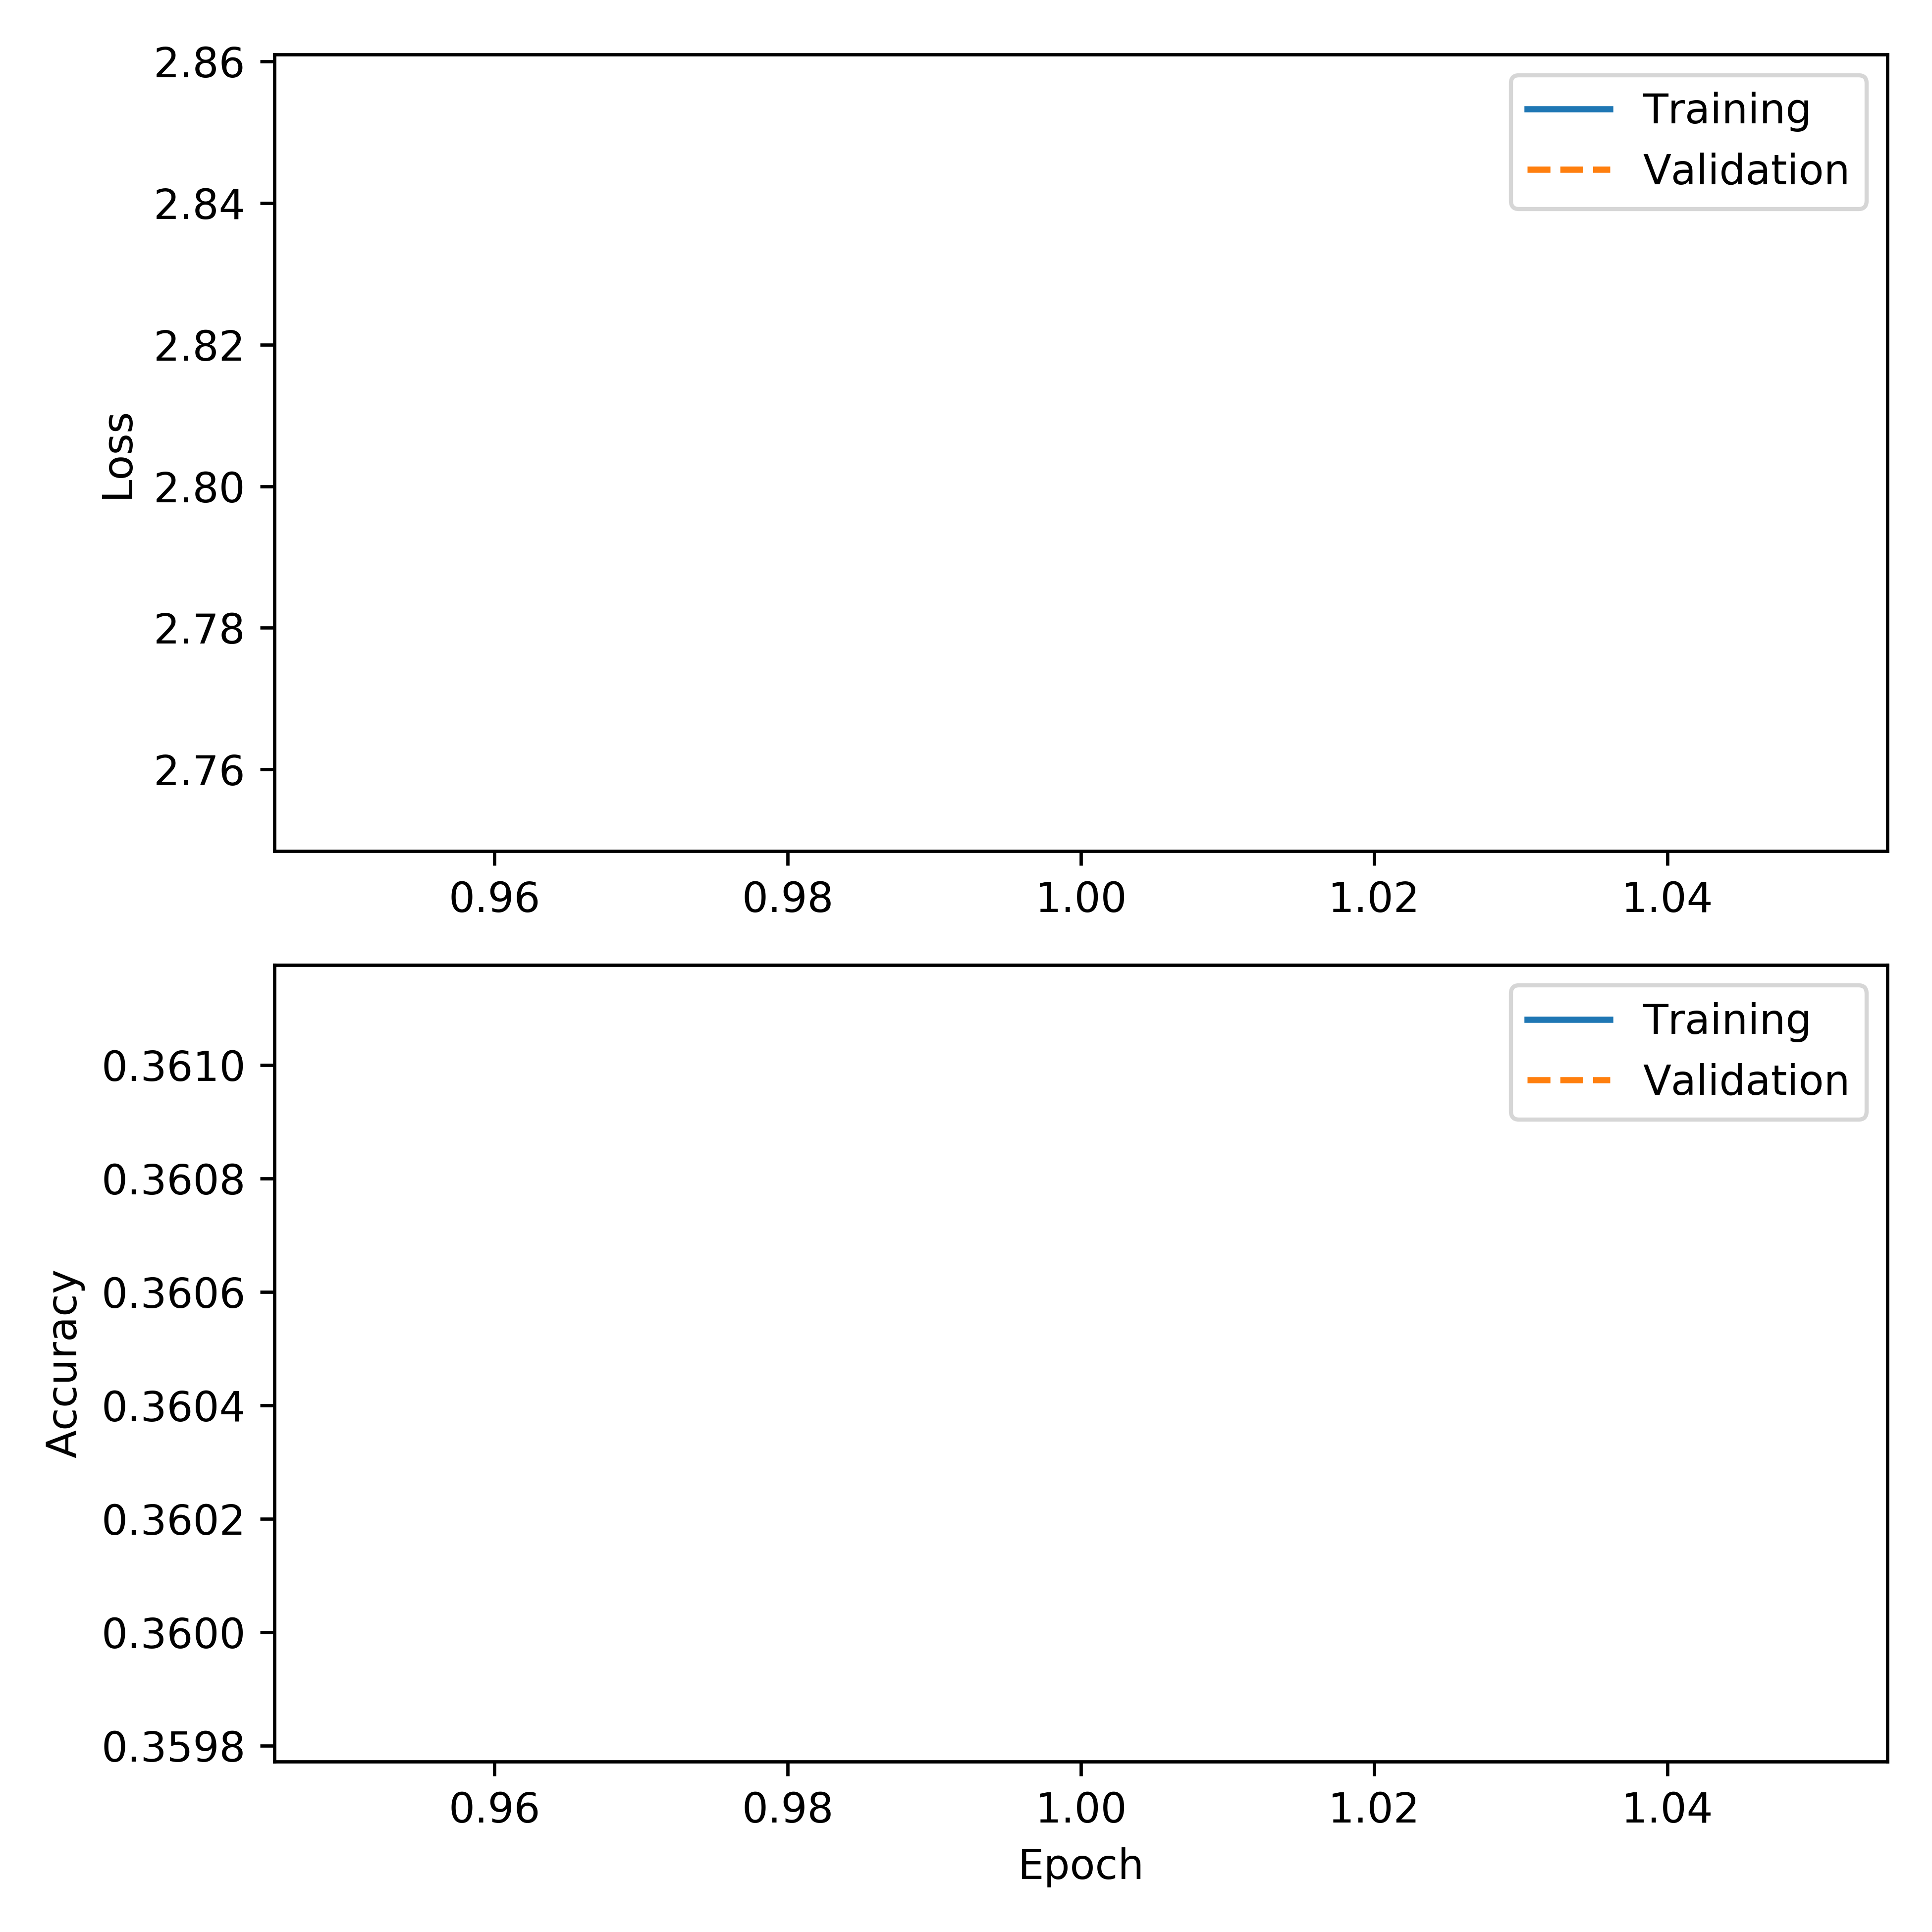 2.86
Training
Validation
2.84
2.82
Loss
2.80
2.78
2.76
0.96 0.98 1.00 1.02 1.04
Training
Validation
0.3610
0.3608
0.3606
Accuracy
0.3604
0.3602
0.3600
0.3598
0.96 0.98 1.00 1.02 1.04
Epoch